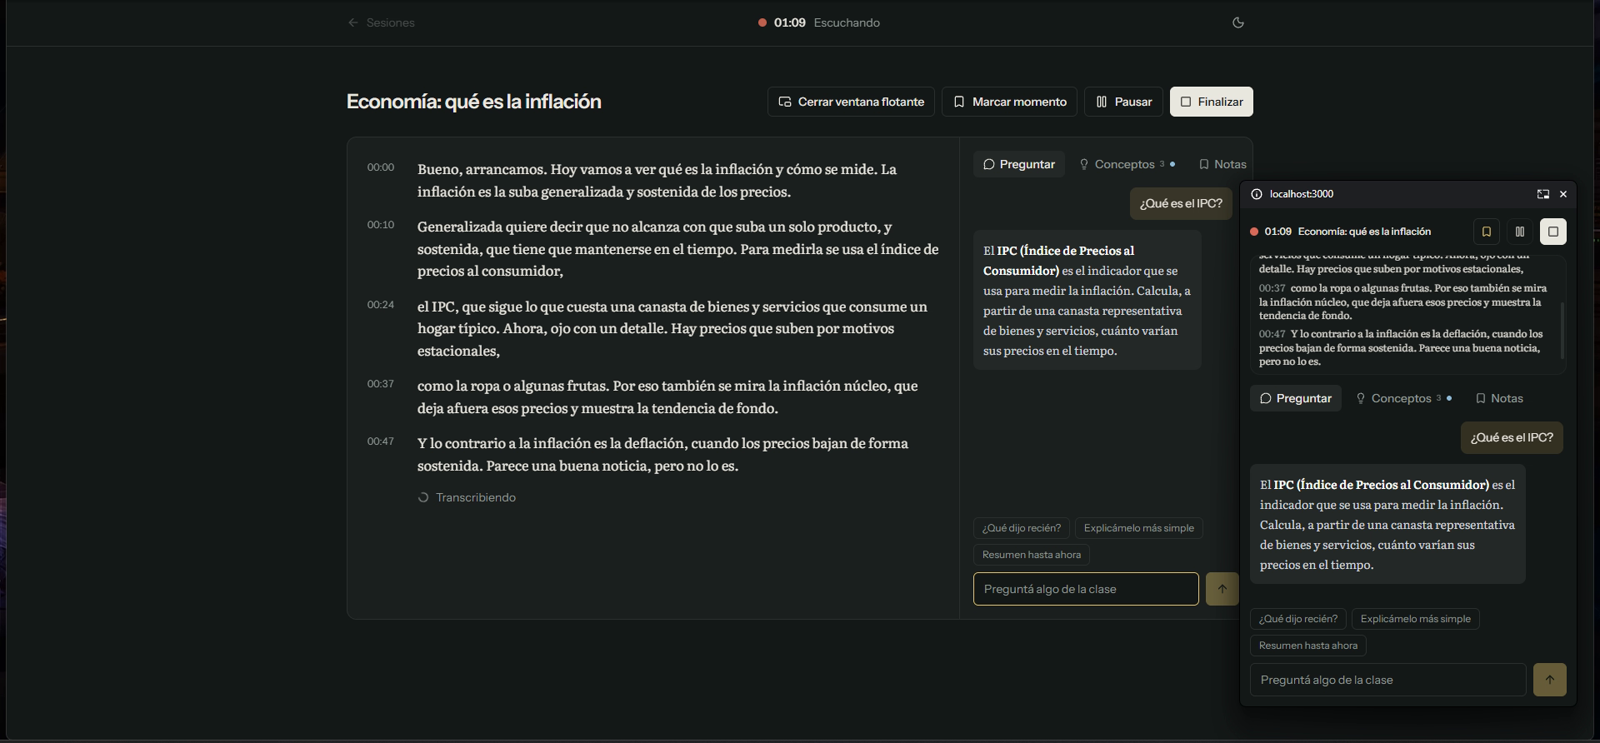 Sesiones
01:09 Escuchando
Economía: qué es la inflación
Cerrar ventana flotante
Marcar momento
Pausar
Finalizar
00:00
Bueno, arrancamos. Hoy vamos a ver qué es la inflación y cómo se mide. La
inflación es la suba generalizada y sostenida de los precios.
00:10
Generalizada quiere decir que no alcanza con que suba un solo producto, y
sostenida, que tiene que mantenerse en el tiempo. Para medirla se usa el índice de
precios al consumidor,
00:24
el IPC, que sigue lo que cuesta una canasta de bienes y servicios que consume un
hogar típico. Ahora, ojo con un detalle. Hay precios que suben por motivos
estacionales,
00:37
como la ropa o algunas frutas. Por eso también se mira la inflación núcleo, que
deja afuera esos precios y muestra la tendencia de fondo.
00:47
Y lo contrario a la inflación es la deflación, cuando los precios bajan de forma
sostenida. Parece una buena noticia, pero no lo es.
Transcribiendo
Preguntar
Conceptos 3
Notas
¿Qué es el IPC?
El IPC (Índice de Precios al
Consumidor) es el indicador que se
usa para medir la inflación. Calcula, a
partir de una canasta representativa
de bienes y servicios, cuánto varían
sus precios en el tiempo.
¿Qué dijo recién?
Explicámelo más simple
Resumen hasta ahora
Preguntá algo de la clase
localhost:3000
01:09 Economía: qué es la inflación
servicios que consume un hogar típico. Ahora, ojo con un
detalle. Hay precios que suben por motivos estacionales,
00:37 como la ropa o algunas frutas. Por eso también se mira
la inflación núcleo, que deja afuera esos precios y muestra la
tendencia de fondo.
00:47 Y lo contrario a la inflación es la deflación, cuando los
precios bajan de forma sostenida. Parece una buena noticia,
pero no lo es.
Preguntar
Conceptos 3
Notas
¿Qué es el IPC?
El IPC (Índice de Precios al Consumidor) es el
indicador que se usa para medir la inflación.
Calcula, a partir de una canasta representativa
de bienes y servicios, cuánto varían sus
precios en el tiempo.
¿Qué dijo recién?
Explicámelo más simple
Resumen hasta ahora
Preguntá algo de la clase